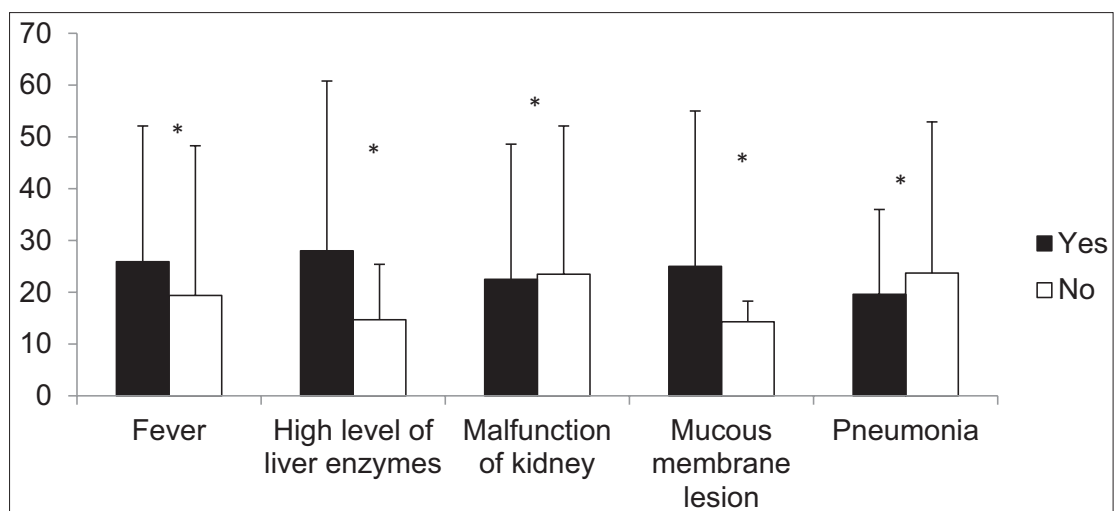 70
60
50
40
30
20
10
0
*
*
*
*
*
Fever
High level of
liver enzymes
Malfunction
of kidney
Mucous
membrane
lesion
Pneumonia
Yes
No